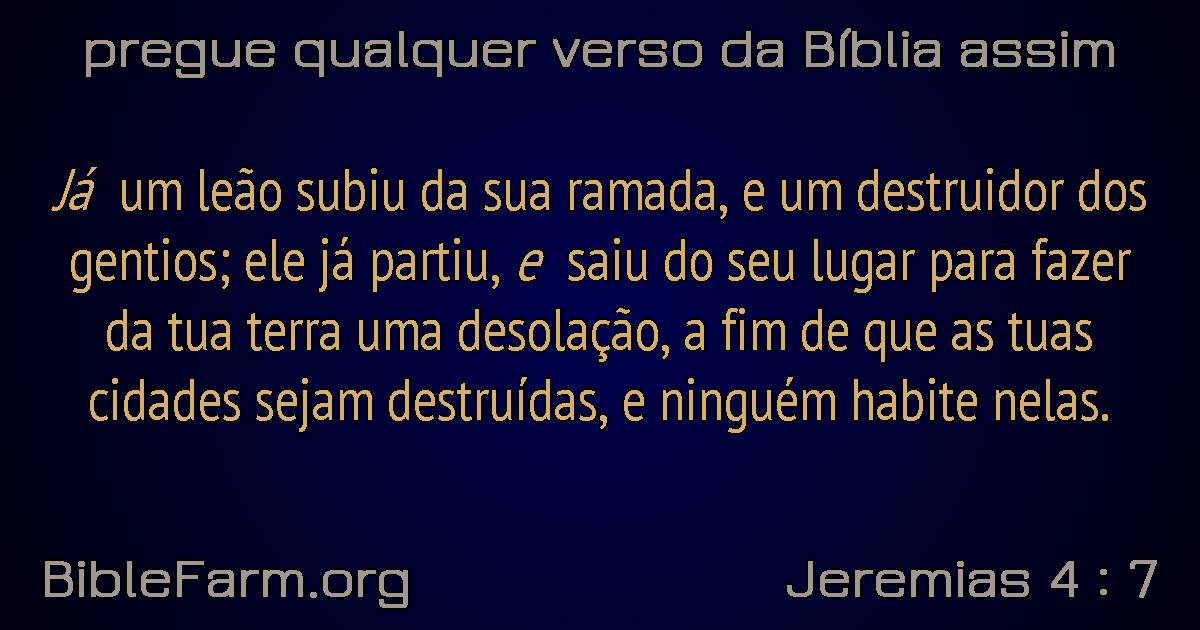 pregue qualquer verso da Bíblia assim
Já um leão subiu da sua ramada, e um destruidor dos
gentios; ele já partiu, e saiu do seu lugar para fazer
da tua terra uma desolação, a fim de que as tuas
cidades sejam destruídas, e ninguém habite nelas.
BibleFarm.org
Jeremias 4 : 7